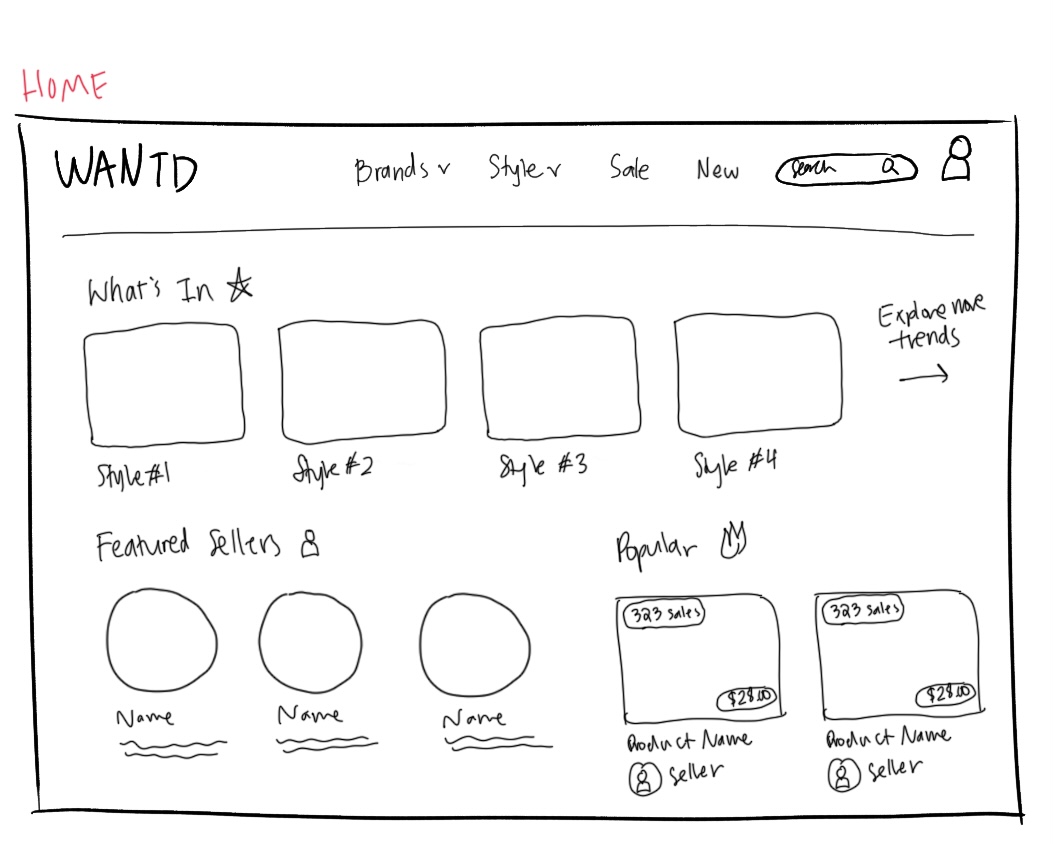 HOME
WANTD
Brands Style Sale New Search
What's In
Explore more
trends
Style #1 Style #2 Style #3 Style #4
Featured Sellers
Popular
323 sales 323 sales
$28.00 $28.00
Name Name Name
Product Name Product Name
Seller Seller